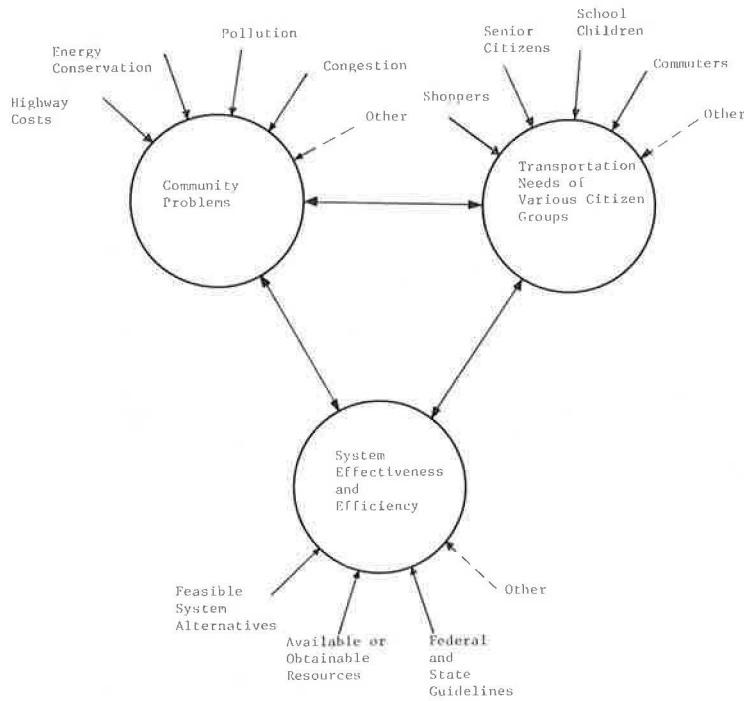 Pollution
Energy
Conservation
Congestion
Highway
Costs
Other
Community
Problems
School
Children
Senior
Citizens
Commuters
Shoppers
Other
Transportation
Needs of
Various Citizen
Groups
System
Effectiveness
and
Efficiency
Feasible
System
Alternatives
Available or
Obtainable
Resources
Federal
and
State
Guidelines
Other